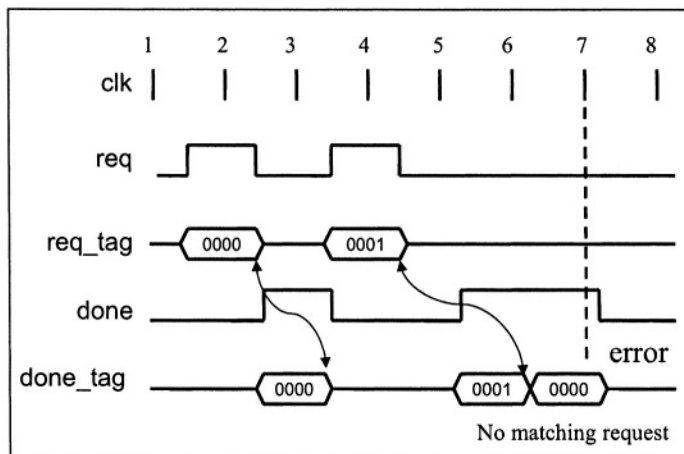 1 2 3 4 5 6 7 8
clk
req
req_tag 0000 0001
done
error
done_tag 0000 0001 0000
No matching request